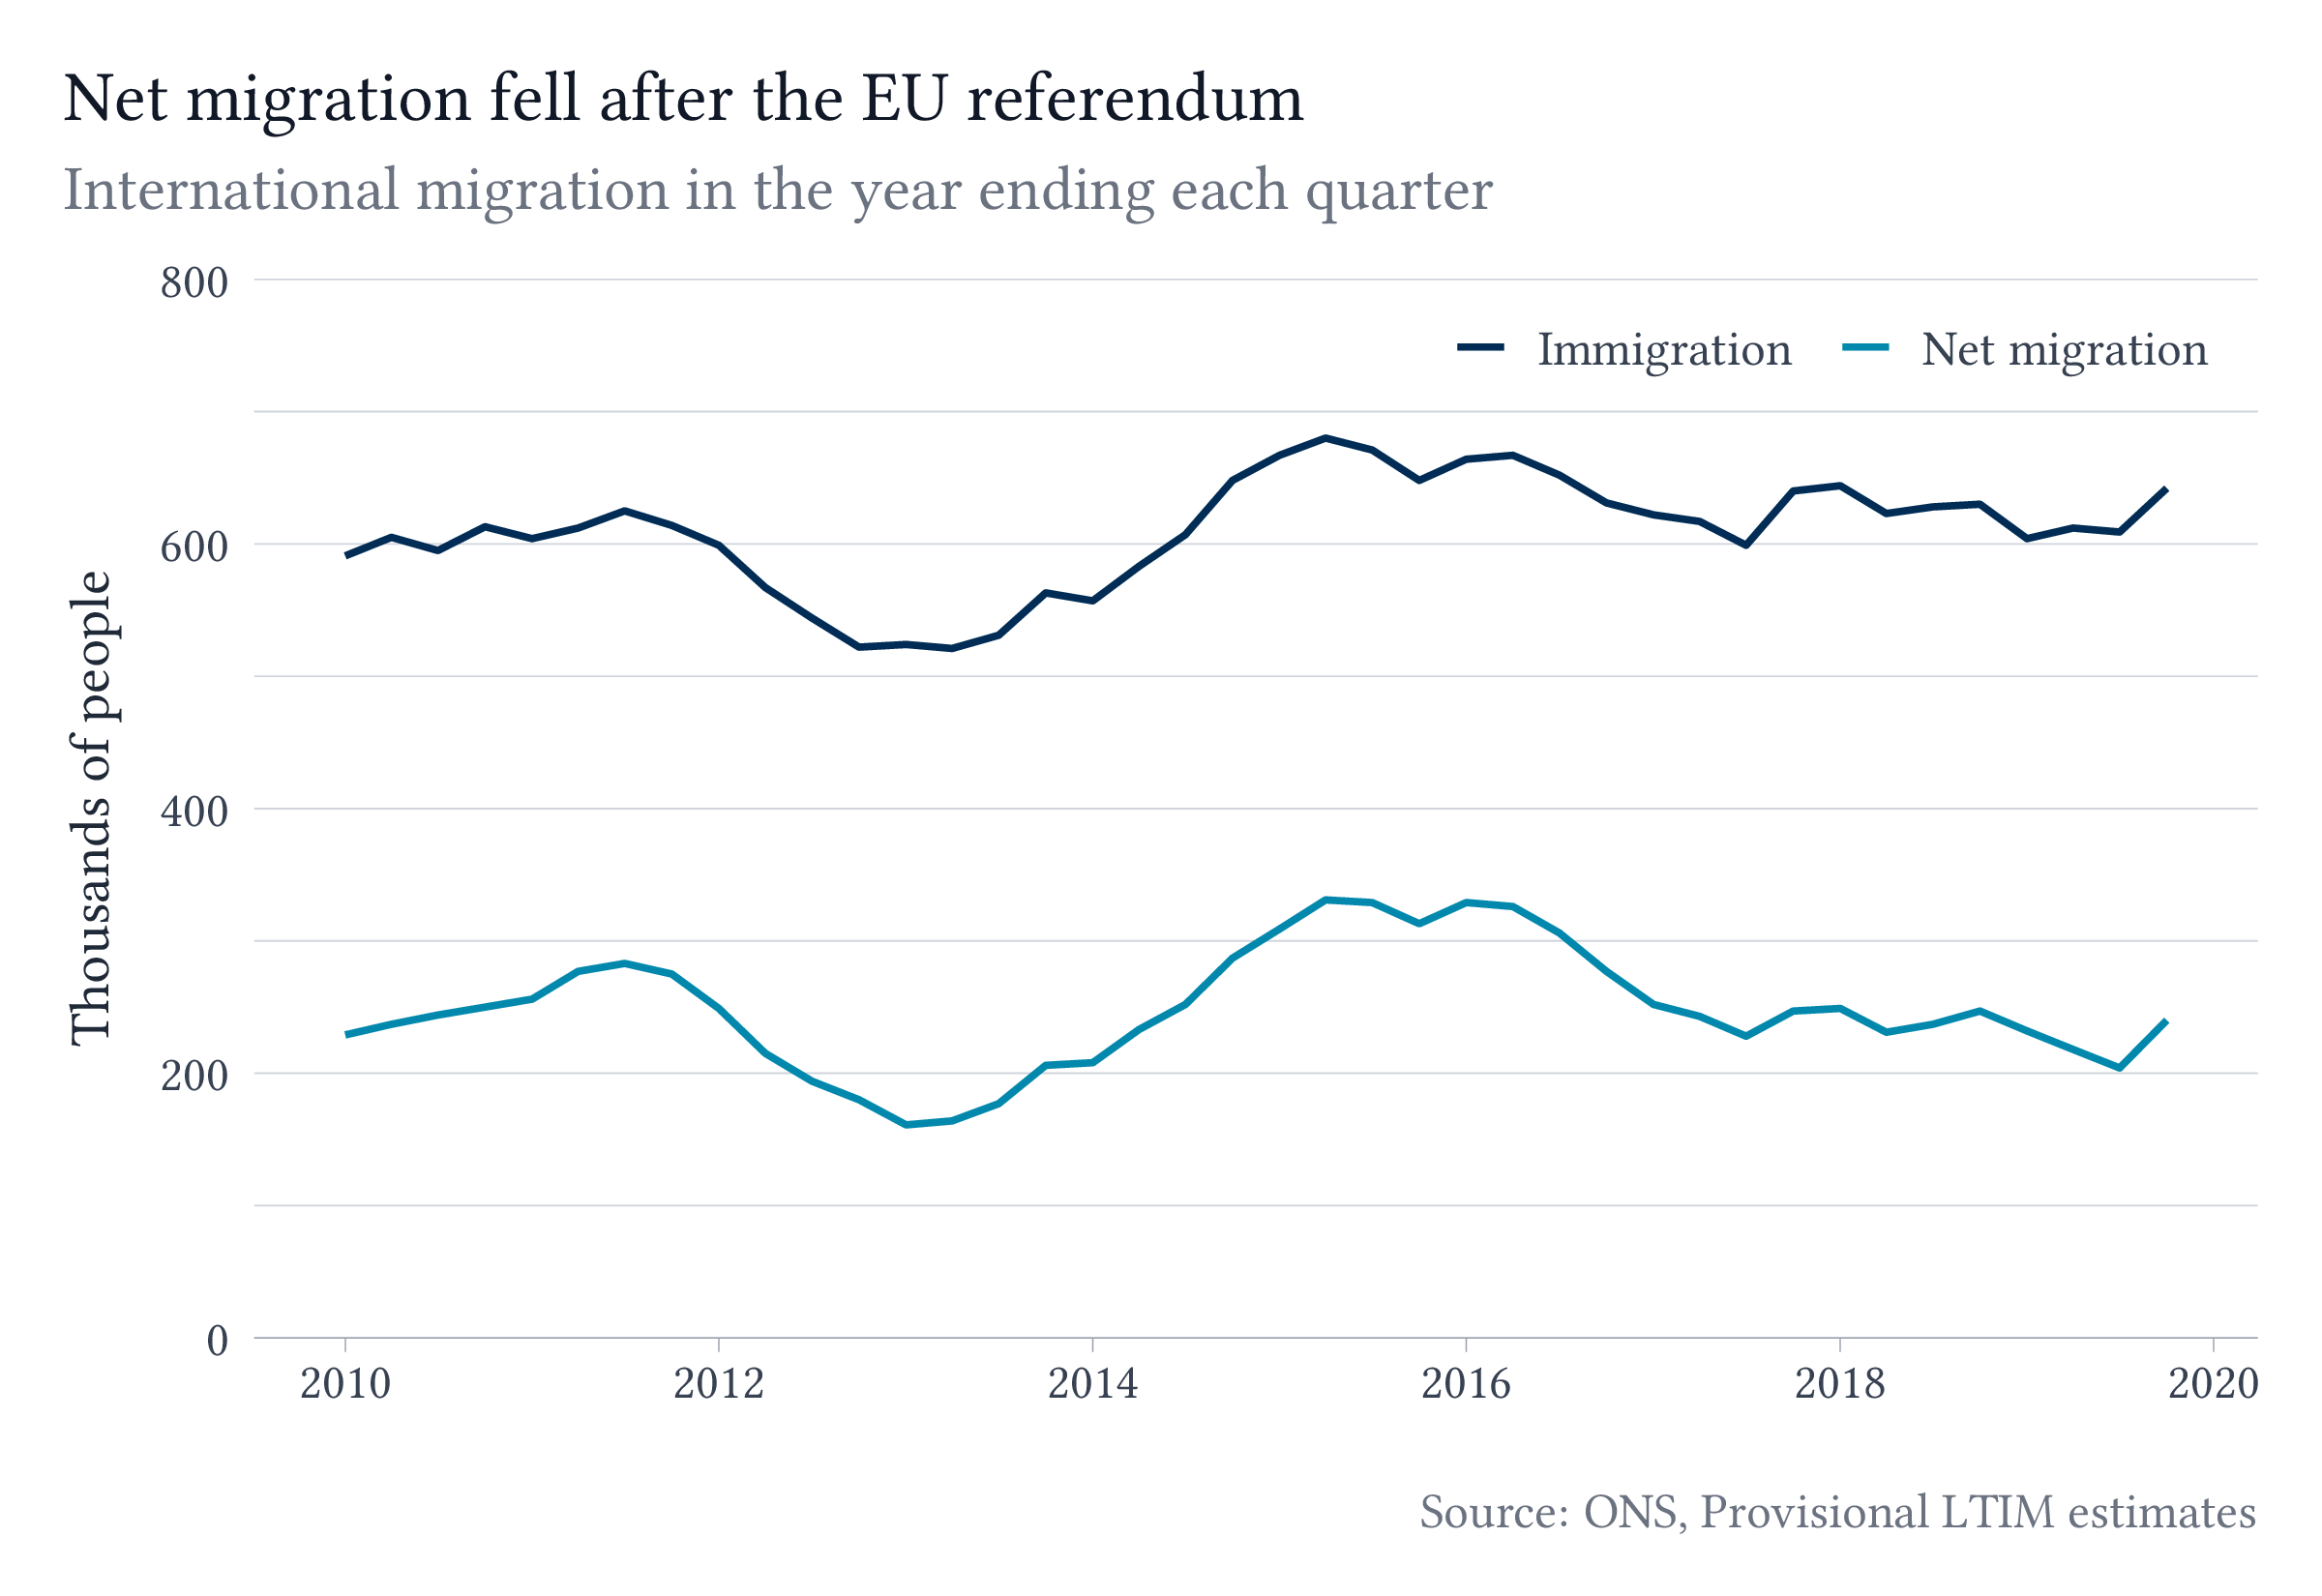 Net migration fell after the EU referendum
International migration in the year ending each quarter
800
Immigration Net migration
600
Thousands of people
400
200
0
2010 2012 2014 2016 2018 2020
Source: ONS, Provisional LTIM estimates